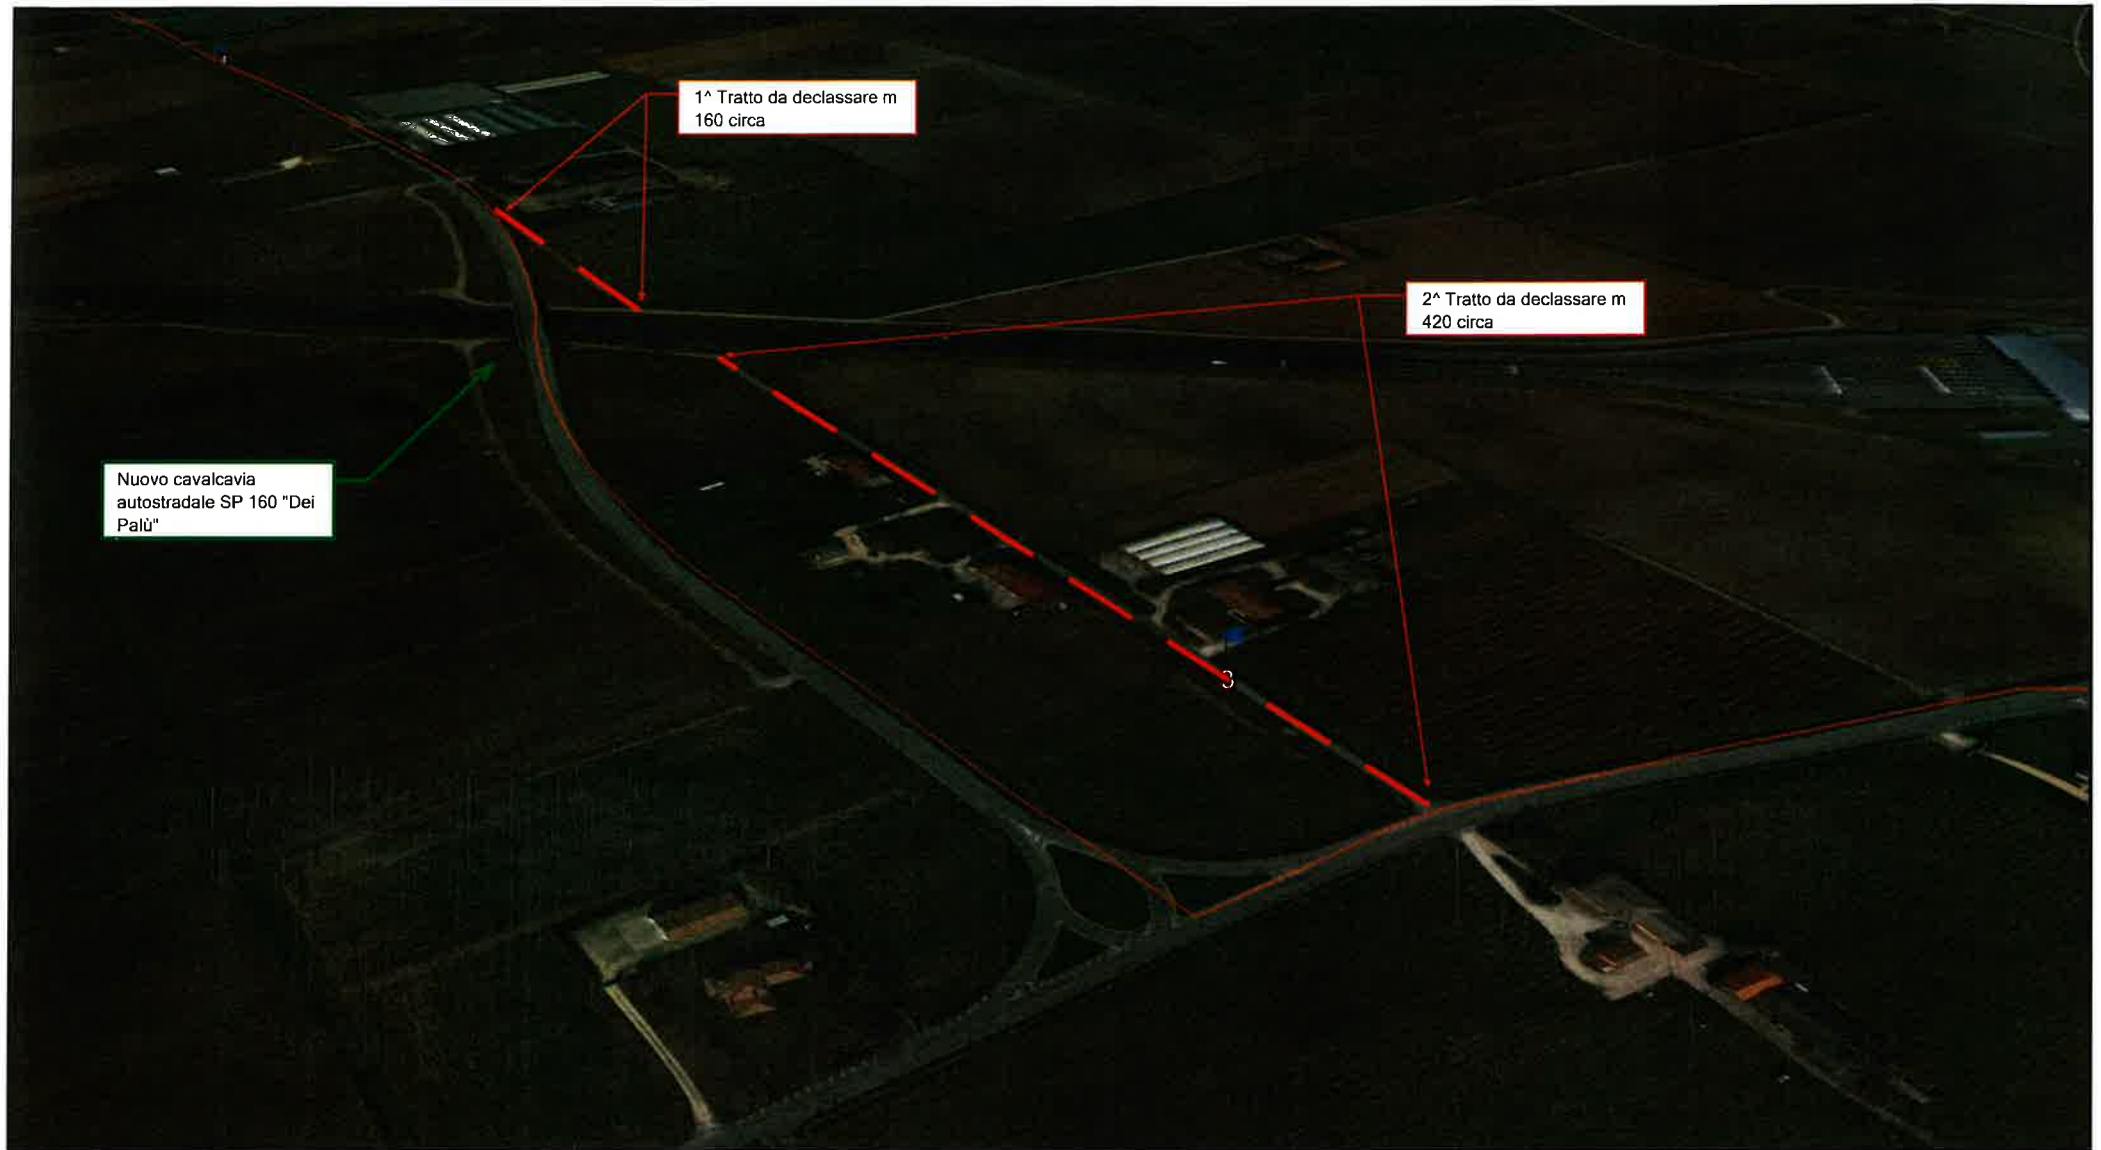 1^ Tratto da declassare m
160 circa
2^ Tratto da declassare m
420 circa
Nuovo cavalcavia
autostradale SP 160 "Dei
Palù"
3